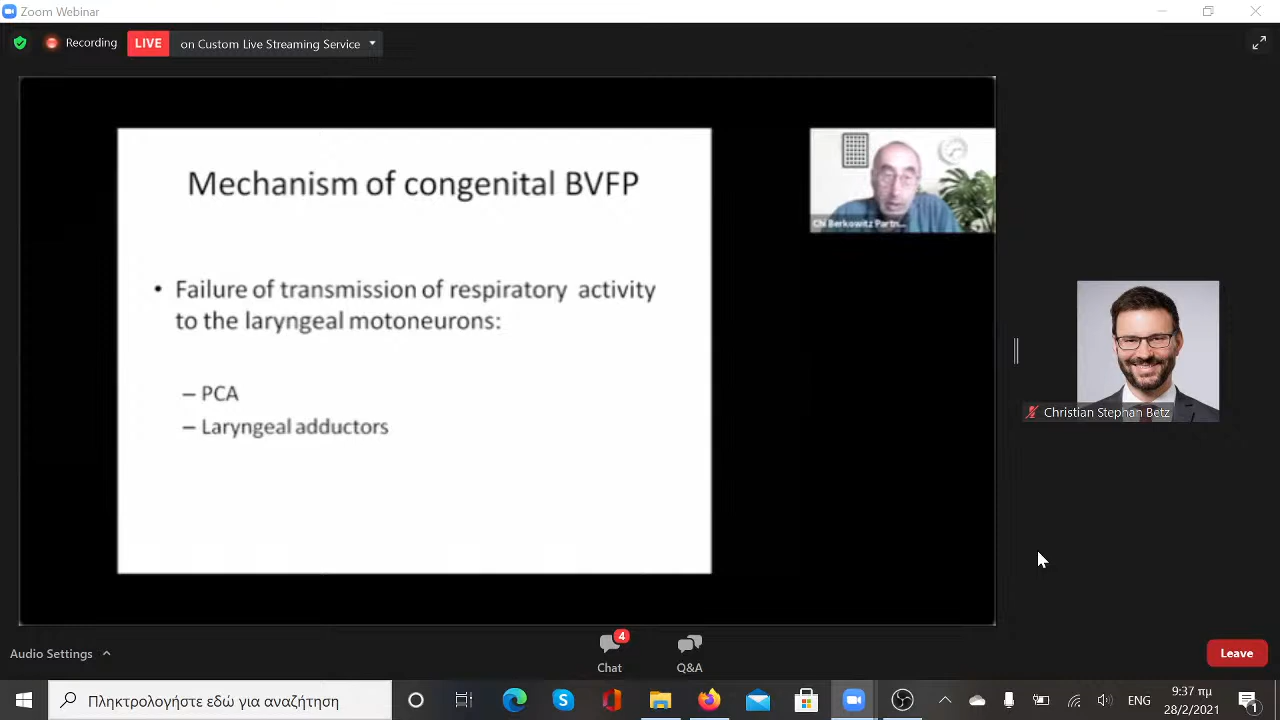 Zoom Webinar
Recording
LIVE
on Custom Live Streaming Service
Mechanism of congenital BVFP
• Failure of transmission of respiratory activity
to the laryngeal motoneurons:
– PCA
– Laryngeal adductors
Berkowitz
Christian Stephan Betz
Audio Settings
4
Chat
Q&A
Leave
Πληκτρολογήστε εδώ για αναζήτηση
ENG
9:37 πμ
28/2/2021
1